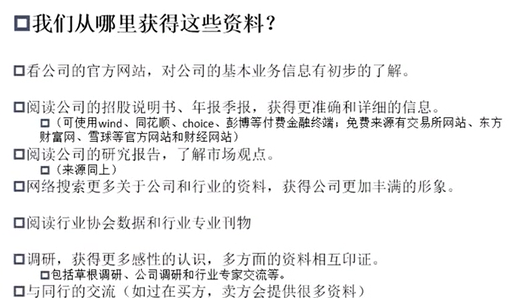 我们从哪里获得这些资料？
看公司的官方网站，对公司的基本业务信息有初步的了解。
阅读公司的招股说明书、年报季报，获得更准确和详细的信息。
（可使用wind、同花顺、choice、彭博等付费金融终端；免费来源有交易所网站、东方
财富网、雪球等官方网站和财经网站）
阅读公司的研究报告，了解市场观点。
（来源同上）
网络搜索更多关于公司和行业的资料，获得公司更加丰满的形象。
阅读行业协会数据和行业专业刊物
调研，获得更多感性的认识，多方面的资料相互印证。
包括草根调研、公司调研和行业专家交流等。
与同行的交流（如过在买方，卖方会提供很多资料）